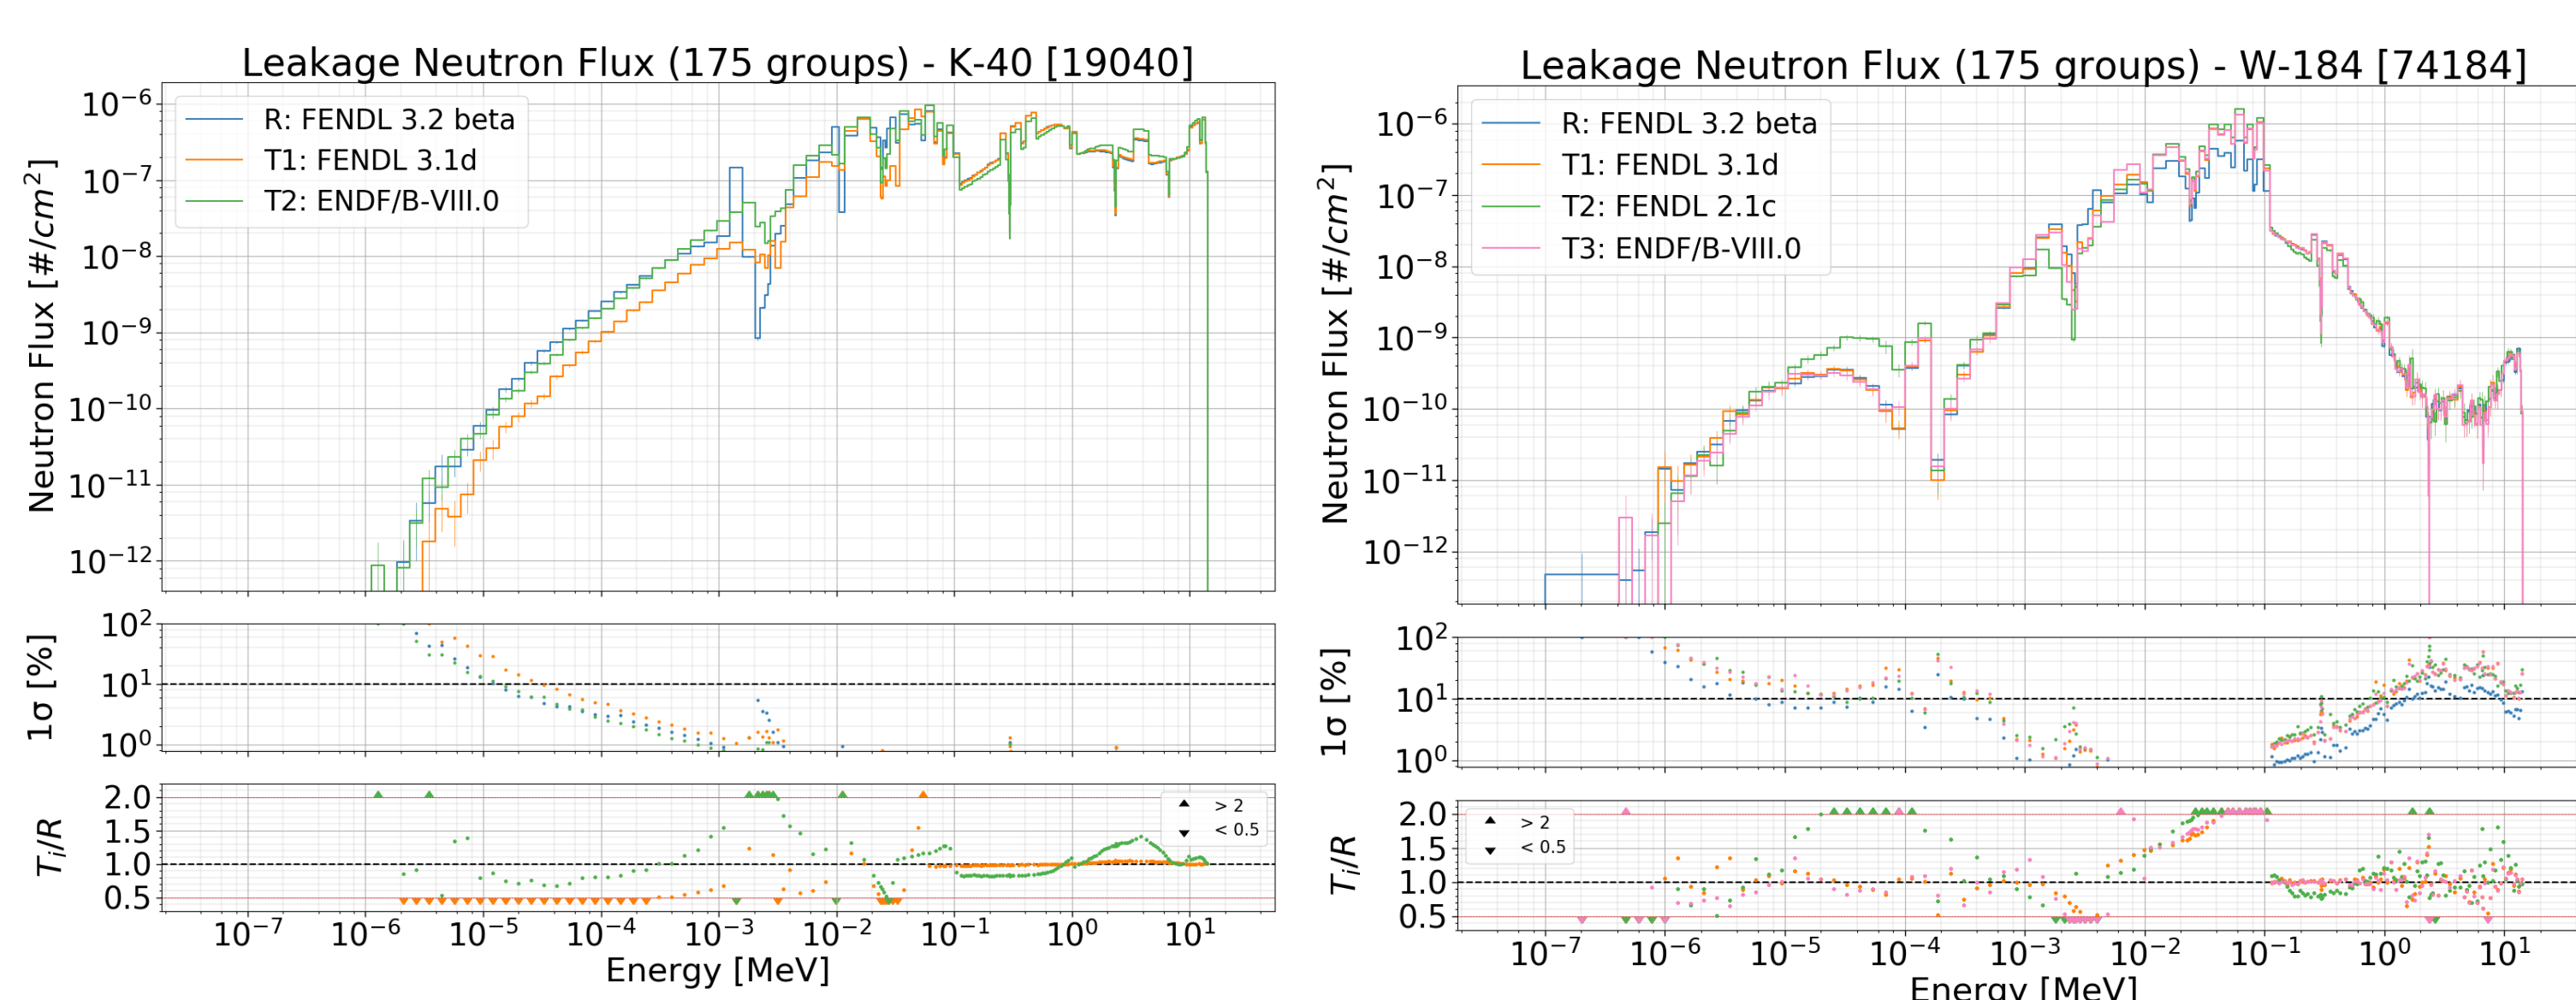 Leakage Neutron Flux (175 groups) - K-40 [19040]
Neutron Flux [#/cm²]
10⁻⁶
10⁻⁷
10⁻⁸
10⁻⁹
10⁻¹⁰
10⁻¹¹
10⁻¹²
R: FENDL 3.2 beta
T1: FENDL 3.1d
T2: ENDF/B-VIII.0
1σ [%]
10²
10¹
10⁰
Tᵢ/R
2.0
1.5
1.0
0.5
> 2
< 0.5
10⁻⁷ 10⁻⁶ 10⁻⁵ 10⁻⁴ 10⁻³ 10⁻² 10⁻¹ 10⁰ 10¹
Energy [MeV]
Leakage Neutron Flux (175 groups) - W-184 [74184]
Neutron Flux [#/cm²]
10⁻⁶
10⁻⁷
10⁻⁸
10⁻⁹
10⁻¹⁰
10⁻¹¹
10⁻¹²
R: FENDL 3.2 beta
T1: FENDL 3.1d
T2: FENDL 2.1c
T3: ENDF/B-VIII.0
1σ [%]
10²
10¹
10⁰
Tᵢ/R
2.0
1.5
1.0
0.5
> 2
< 0.5
10⁻⁷ 10⁻⁶ 10⁻⁵ 10⁻⁴ 10⁻³ 10⁻² 10⁻¹ 10⁰ 10¹
Energy [MeV]